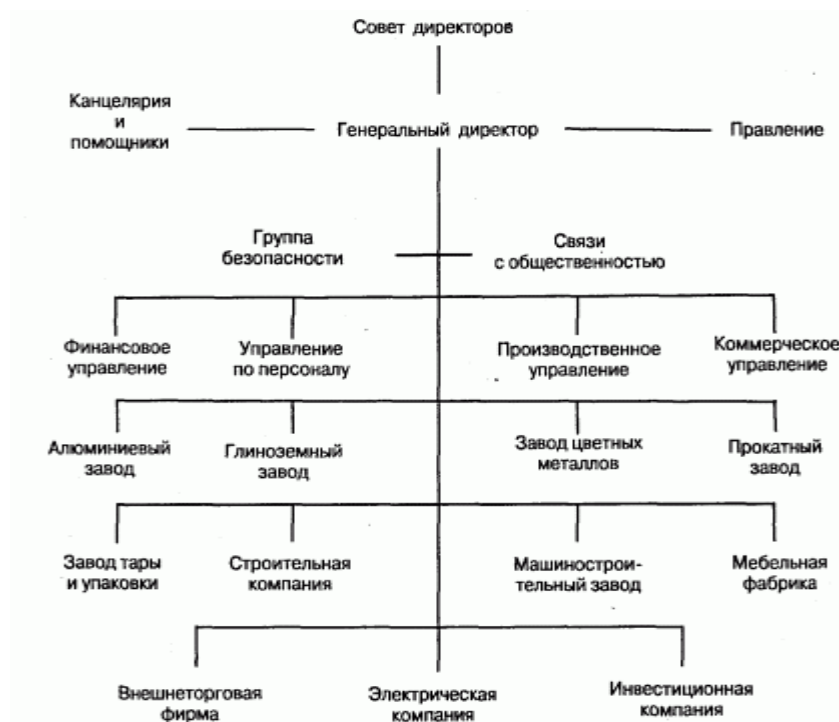 Совет директоров
Канцелярия
и
помощники
Генеральный директор
Правление
Группа
безопасности
Связи
с общественностью
Финансовое
управление
Управление
по персоналу
Производственное
управление
Коммерческое
управление
Алюминиевый
завод
Глиноземный
завод
Завод цветных
металлов
Прокатный
завод
Завод тары
и упаковки
Строительная
компания
Машинострои-
тельный завод
Мебельная
фабрика
Внешнеторговая
фирма
Электрическая
компания
Инвестиционная
компания